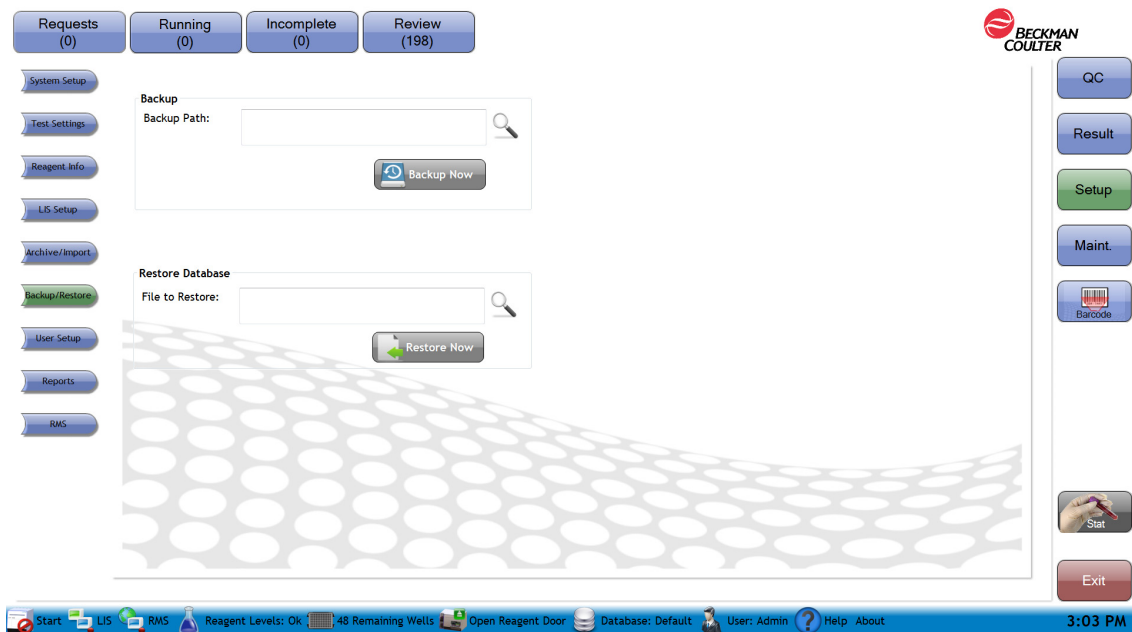 Requests
(0)
Running
(0)
Incomplete
(0)
Review
(198)
BECKMAN
COULTER
System Setup
Test Settings
Reagent Info
LIS Setup
Archive/Import
Backup/Restore
User Setup
Reports
RMS
Backup
Backup Path:
Backup Now
Restore Database
File to Restore:
Restore Now
QC
Result
Setup
Maint.
Barcode
Stat
Exit
Start LIS RMS Reagent Levels: Ok 48 Remaining Wells Open Reagent Door Database: Default User: Admin Help About 3:03 PM